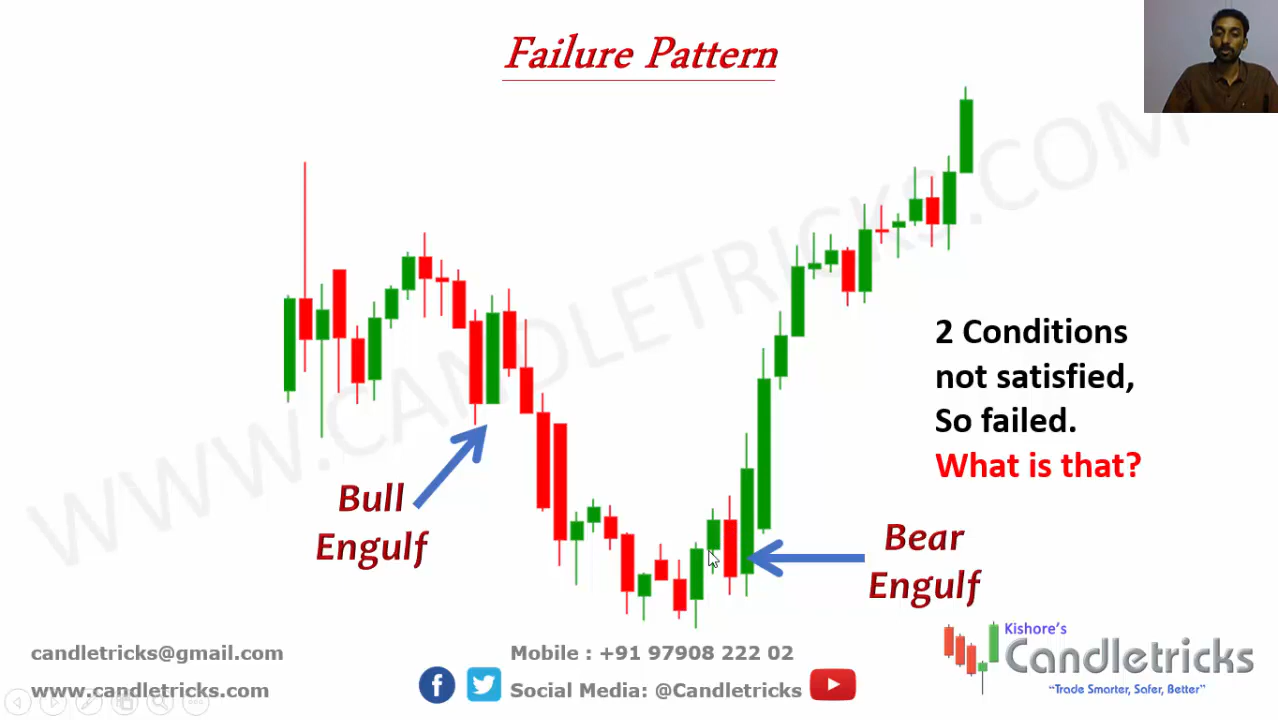 Failure Pattern
WWW.CANDLETRICKS.COM
2 Conditions
not satisfied,
So failed.
What is that?
Bull
Engulf
Bear
Engulf
candletricks@gmail.com
www.candletricks.com
Mobile : +91 97908 222 02
Social Media: @Candletricks
Kishore's
Candletricks
“Trade Smarter, Safer, Better”